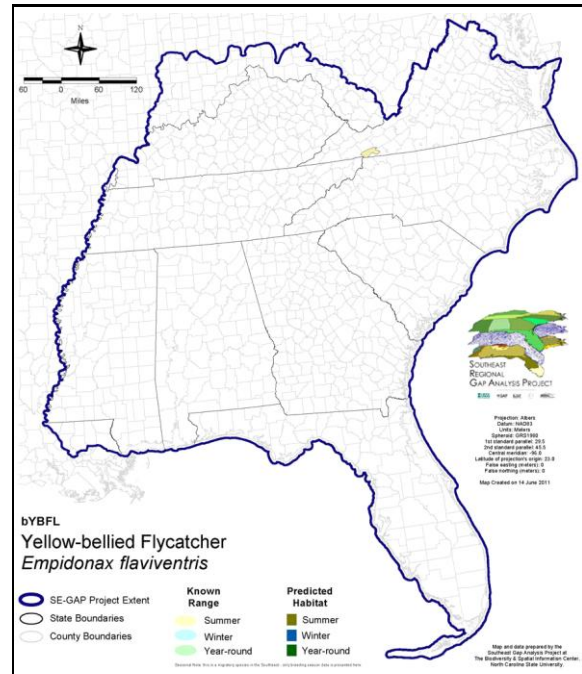 N
60 30 0 60 120
Miles
SOUTHEAST
REGIONAL
GAP ANALYSIS PROJECT
Projection: Albers
Datum: NAD83
Units: Meters
Spheroid: GRS1980
1st standard parallel: 29.5
2nd standard parallel: 45.5
Central meridian: -96.0
Latitude of projection's origin: 23.0
False easting (meters): 0
False northing (meters): 0
Map Created on 14 June 2011
bYBFL
Yellow-bellied Flycatcher
Empidonax flaviventris
SE-GAP Project Extent
State Boundaries
County Boundaries
Known
Range
Summer
Winter
Year-round
Predicted
Habitat
Summer
Winter
Year-round
Map and data prepared by the
Southeast Gap Analysis Project at
The Biodiversity & Spatial Information Center,
North Carolina State University.